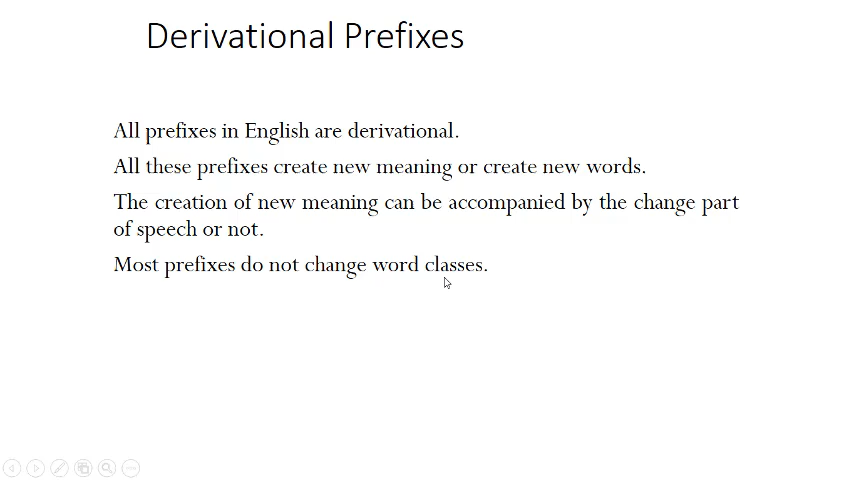 Derivational Prefixes
All prefixes in English are derivational.
All these prefixes create new meaning or create new words.
The creation of new meaning can be accompanied by the change part
of speech or not.
Most prefixes do not change word classes.